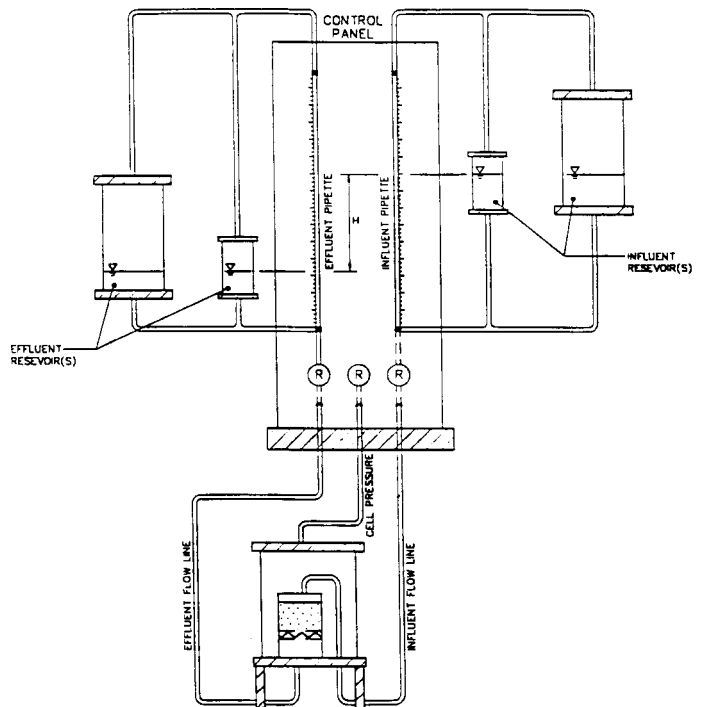 CONTROL
PANEL
EFFLUENT PIPETTE
H
INFLUENT PIPETTE
INFLUENT
RESEVOIR(S)
EFFLUENT
RESEVOIR(S)
R
R
R
CELL PRESSURE
EFFLUENT FLOW LINE
INFLUENT FLOW LINE